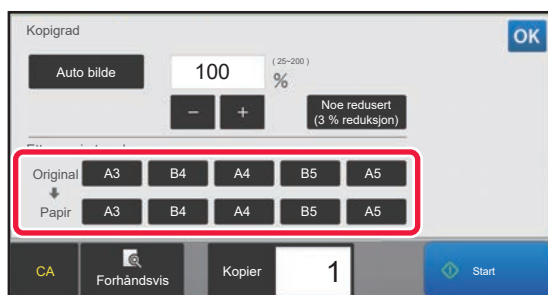 Kopigrad
OK
Auto bilde
100
(25~200)
%
−
+
Noe redusert
(3 % reduksjon)
Original
A3 B4 A4 B5 A5
Papir
A3 B4 A4 B5 A5
CA
Forhåndsvis
Kopier
1
Start